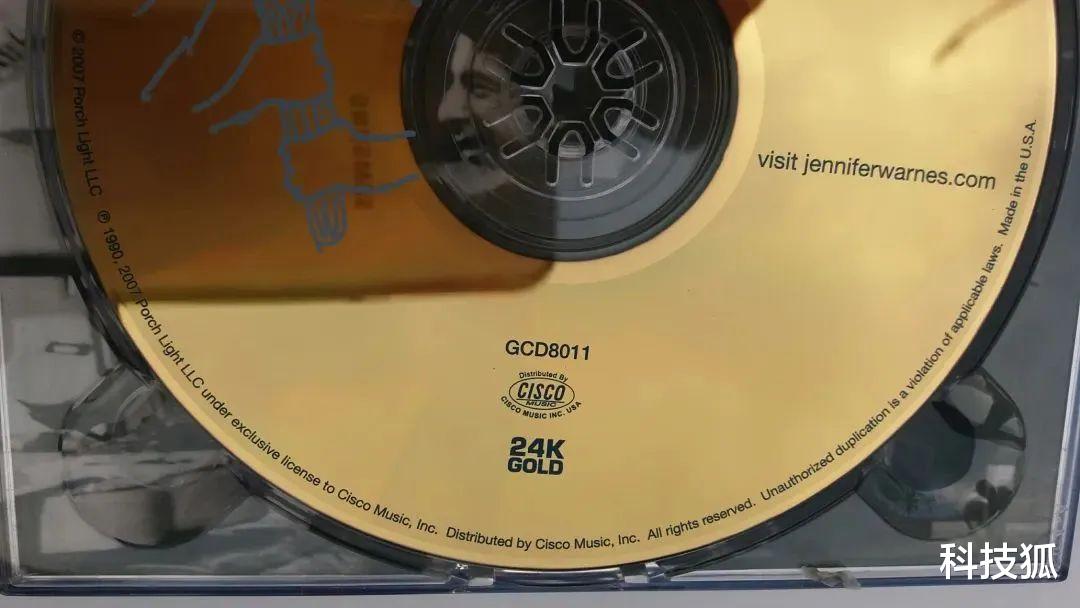 visit jenniferwarnes.com
GCD8011
Distributed By
CISCO
MUSIC
CISCO MUSIC INC. USA
24K
GOLD
© 2007 Porch Light LLC ℗ 1990, 2007 Porch Light LLC under exclusive license to Cisco Music, Inc. Distributed by Cisco Music, Inc. All rights reserved. Unauthorized duplication is a violation of applicable laws. Made in the U.S.A.
科技狐